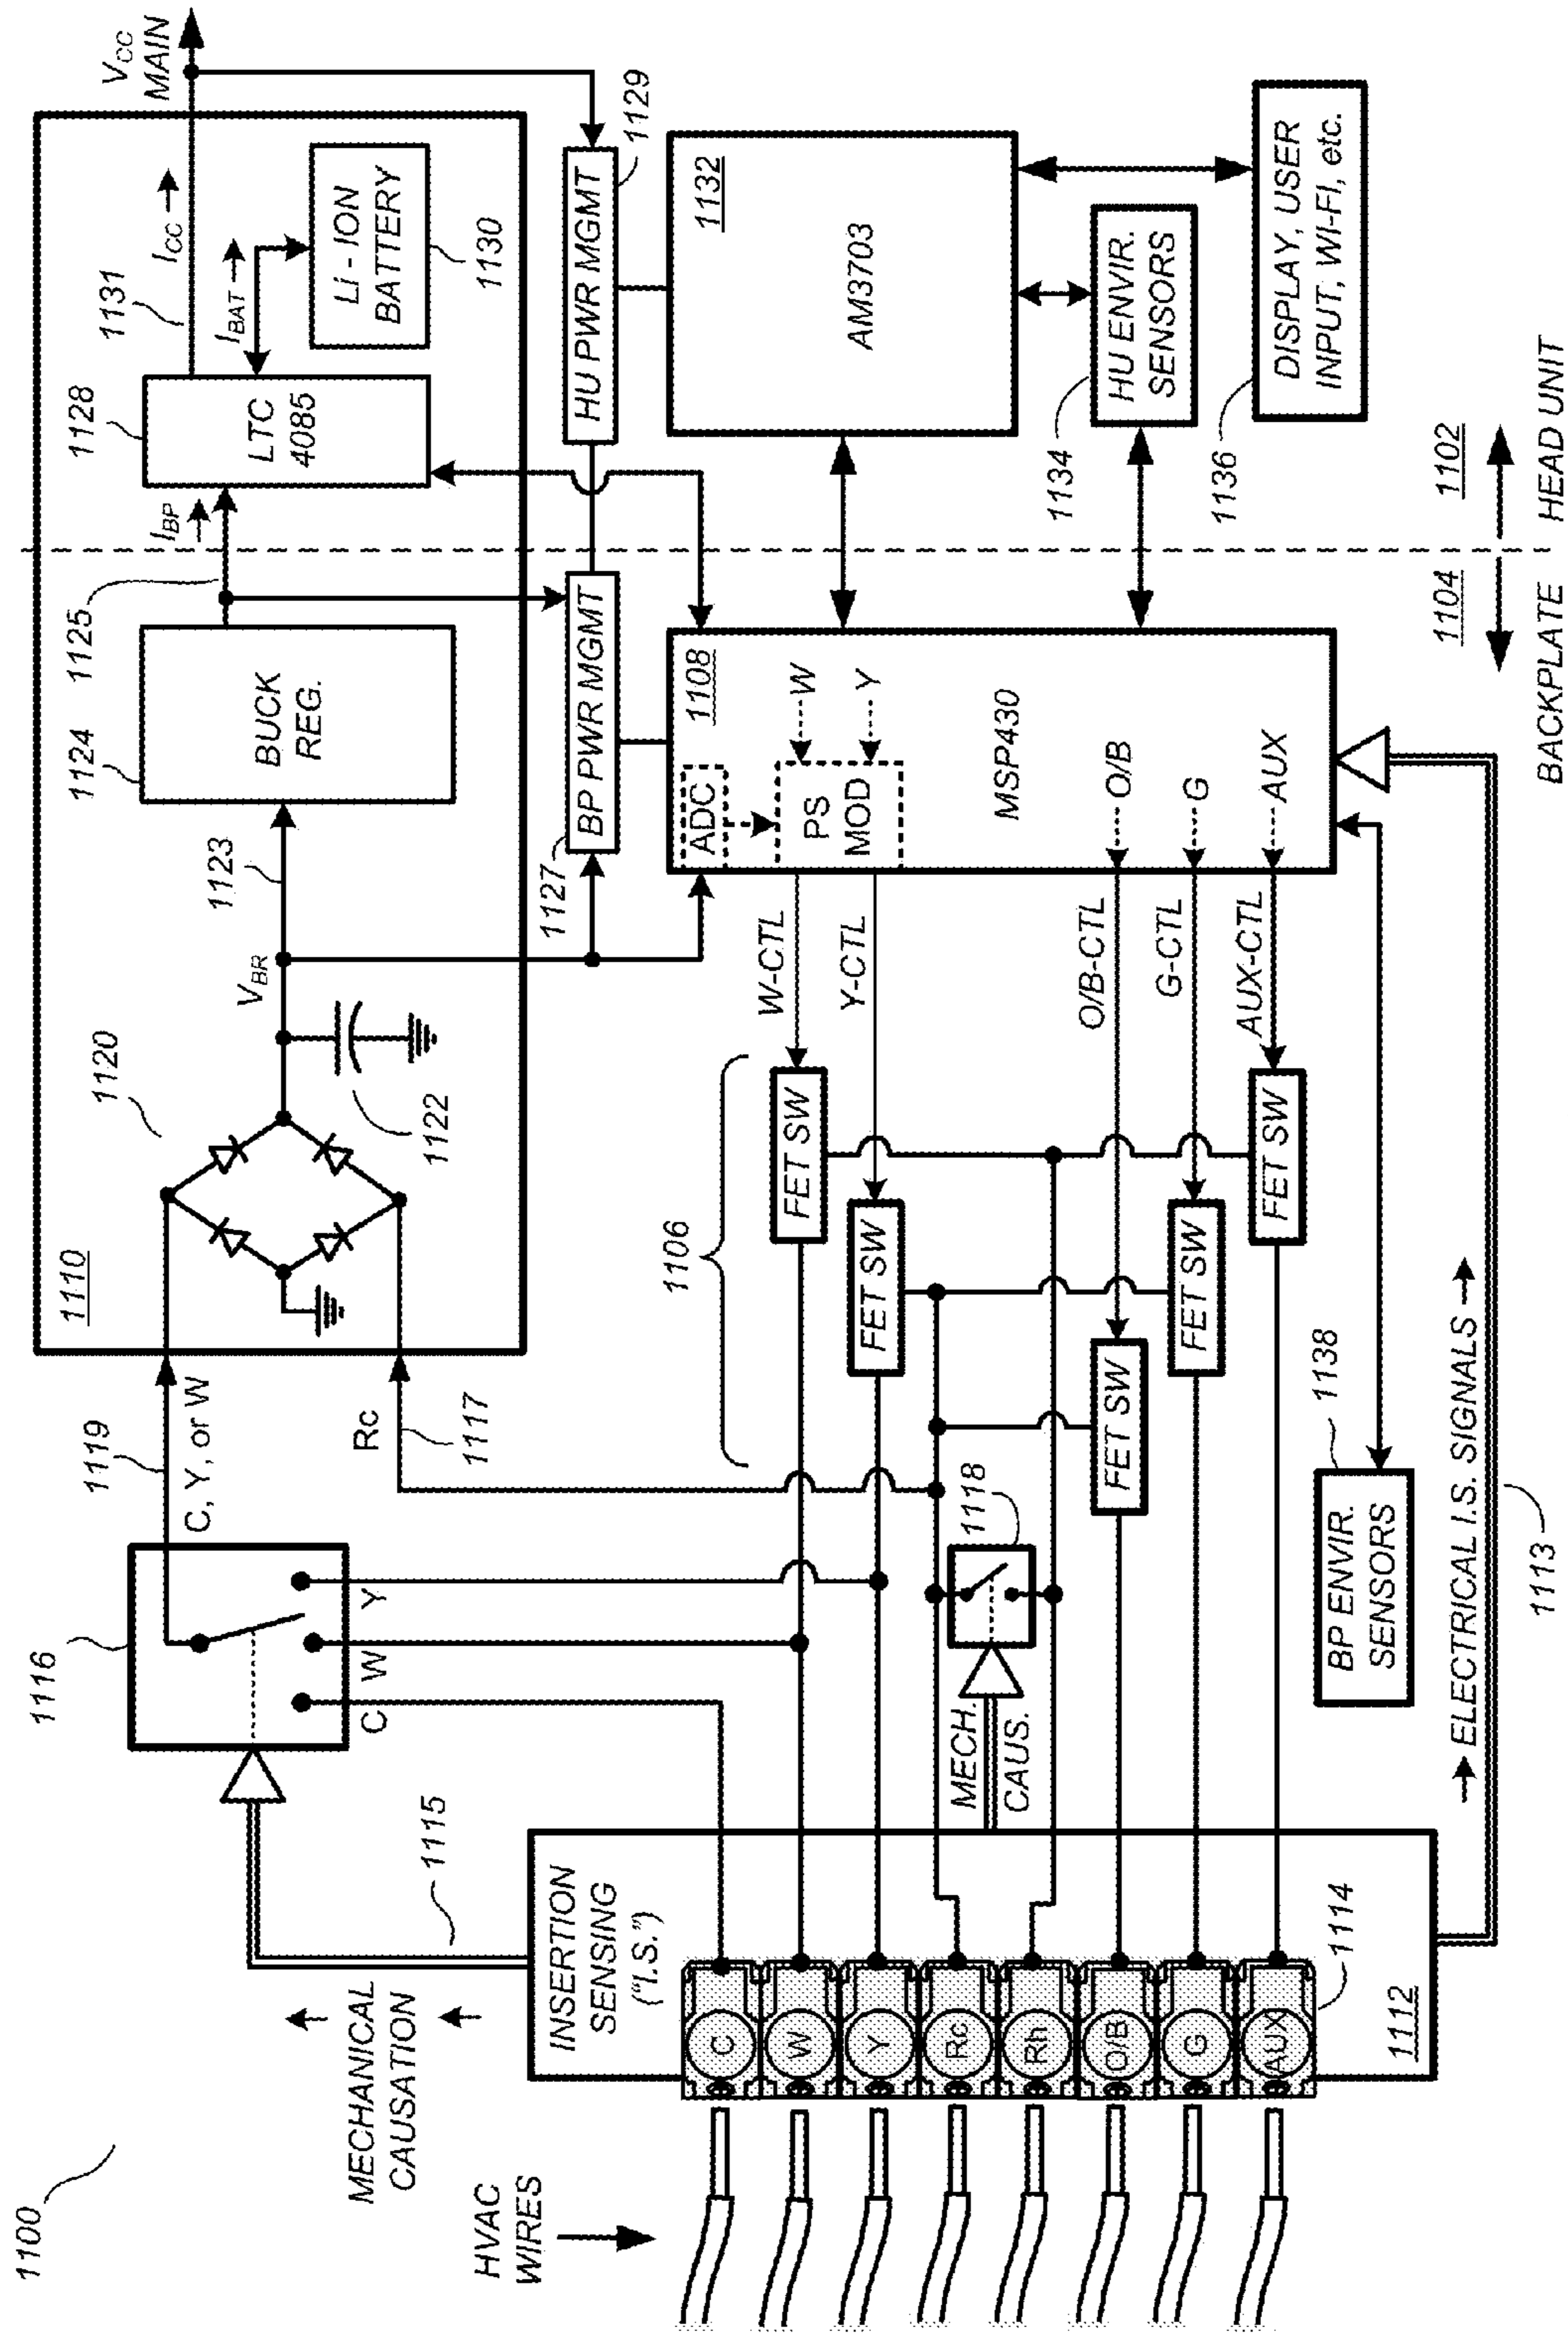 1100
HVAC
WIRES
MECHANICAL
CAUSATION
1115
INSERTION
SENSING
("I.S.")
C
W
Y
Rc
Rh
O/B
G
AUX
1112
1114
1113
ELECTRICAL I.S. SIGNALS
1116
C
W
Y
1119
C, Y, or W
Rc
1117
MECH.
CAUS.
1118
BP ENVIR.
SENSORS
1138
1106
FET SW
FET SW
FET SW
FET SW
FET SW
W-CTL
Y-CTL
O/B-CTL
G-CTL
AUX-CTL
1110
1120
1122
VBR
1123
1124
BUCK
REG.
1125
1127
BP PWR MGMT
1108
ADC
PS
MOD
W
Y
MSP430
O/B
G
AUX
IBP
1128
LTC
4085
1131
ICC
IBAT
Li - ION
BATTERY
1130
VCC
MAIN
HU PWR MGMT
1129
1132
AM3703
HU ENVIR.
SENSORS
1134
DISPLAY, USER
INPUT, WI-FI, etc.
1136
1104
BACKPLATE
1102
HEAD UNIT